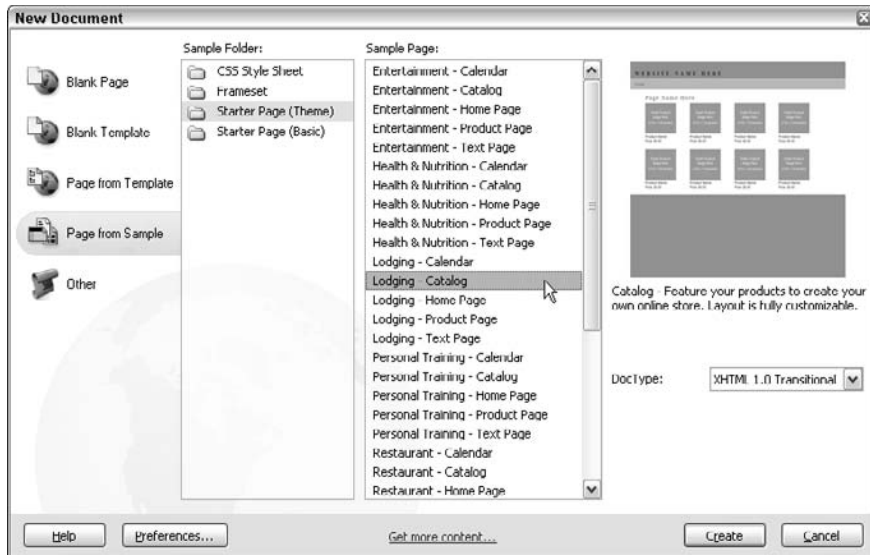 New Document
Blank Page
Blank Template
Page from Template
Page from Sample
Other
Sample Folder:
CSS Style Sheet
Frameset
Starter Page (Theme)
Starter Page (Basic)
Sample Page:
Entertainment - Calendar
Entertainment - Catalog
Entertainment - Home Page
Entertainment - Product Page
Entertainment - Text Page
Health & Nutrition - Calendar
Health & Nutrition - Catalog
Health & Nutrition - Home Page
Health & Nutrition - Product Page
Health & Nutrition - Text Page
Lodging - Calendar
Lodging - Catalog
Lodging - Home Page
Lodging - Product Page
Lodging - Text Page
Personal Training - Calendar
Personal Training - Catalog
Personal Training - Home Page
Personal Training - Product Page
Personal Training - Text Page
Restaurant - Calendar
Restaurant - Catalog
Restaurant - Home Page
WEBSITE NAME HERE
Page Name Here
Catalog - Feature your products to create your
own online store. Layout is fully customizable.
DocType:
XHTML 1.0 Transitional
Help
Preferences...
Get more content...
Create
Cancel